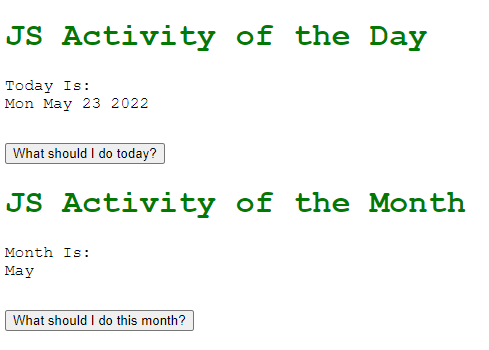 JS Activity of the Day
Today Is:
Mon May 23 2022
What should I do today?
JS Activity of the Month
Month Is:
May
What should I do this month?